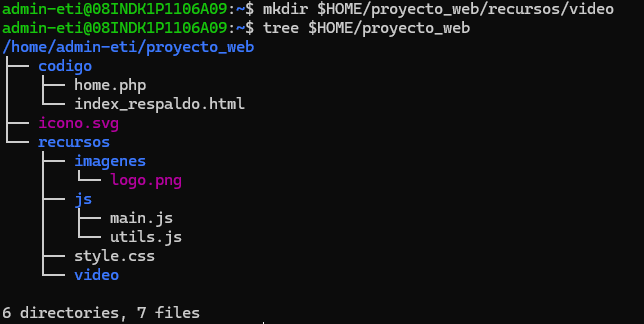 admin-eti@08INDK1P1106A09:~$ mkdir $HOME/proyecto_web/recursos/video
admin-eti@08INDK1P1106A09:~$ tree $HOME/proyecto_web
/home/admin-eti/proyecto_web
├── codigo
│   ├── home.php
│   └── index_respaldo.html
├── icono.svg
└── recursos
    ├── imagenes
    │   └── logo.png
    ├── js
    │   ├── main.js
    │   └── utils.js
    ├── style.css
    └── video

6 directories, 7 files